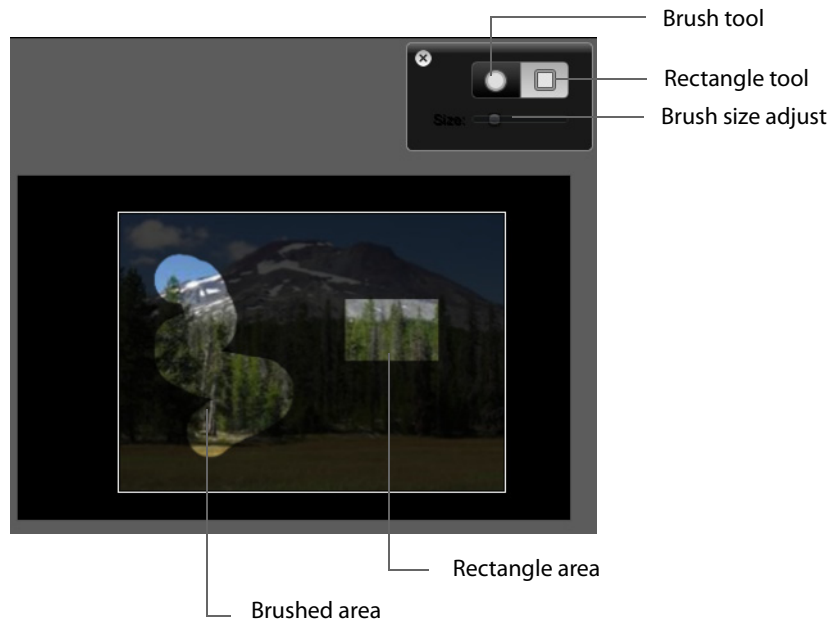 Brush tool
Rectangle tool
Brush size adjust
Size:
Rectangle area
Brushed area